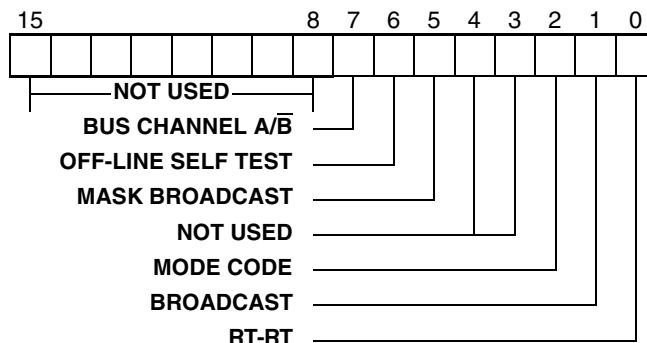 15 8 7 6 5 4 3 2 1 0
NOT USED
BUS CHANNEL A/B̅
OFF-LINE SELF TEST
MASK BROADCAST
NOT USED
MODE CODE
BROADCAST
RT-RT